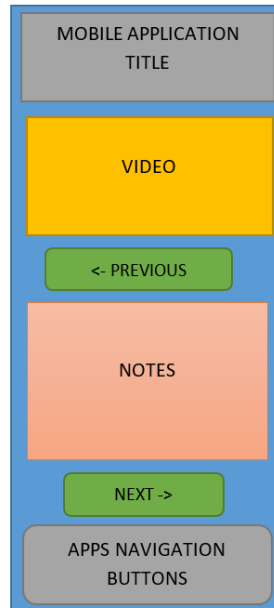 MOBILE APPLICATION
TITLE
VIDEO
<- PREVIOUS
NOTES
NEXT ->
APPS NAVIGATION
BUTTONS